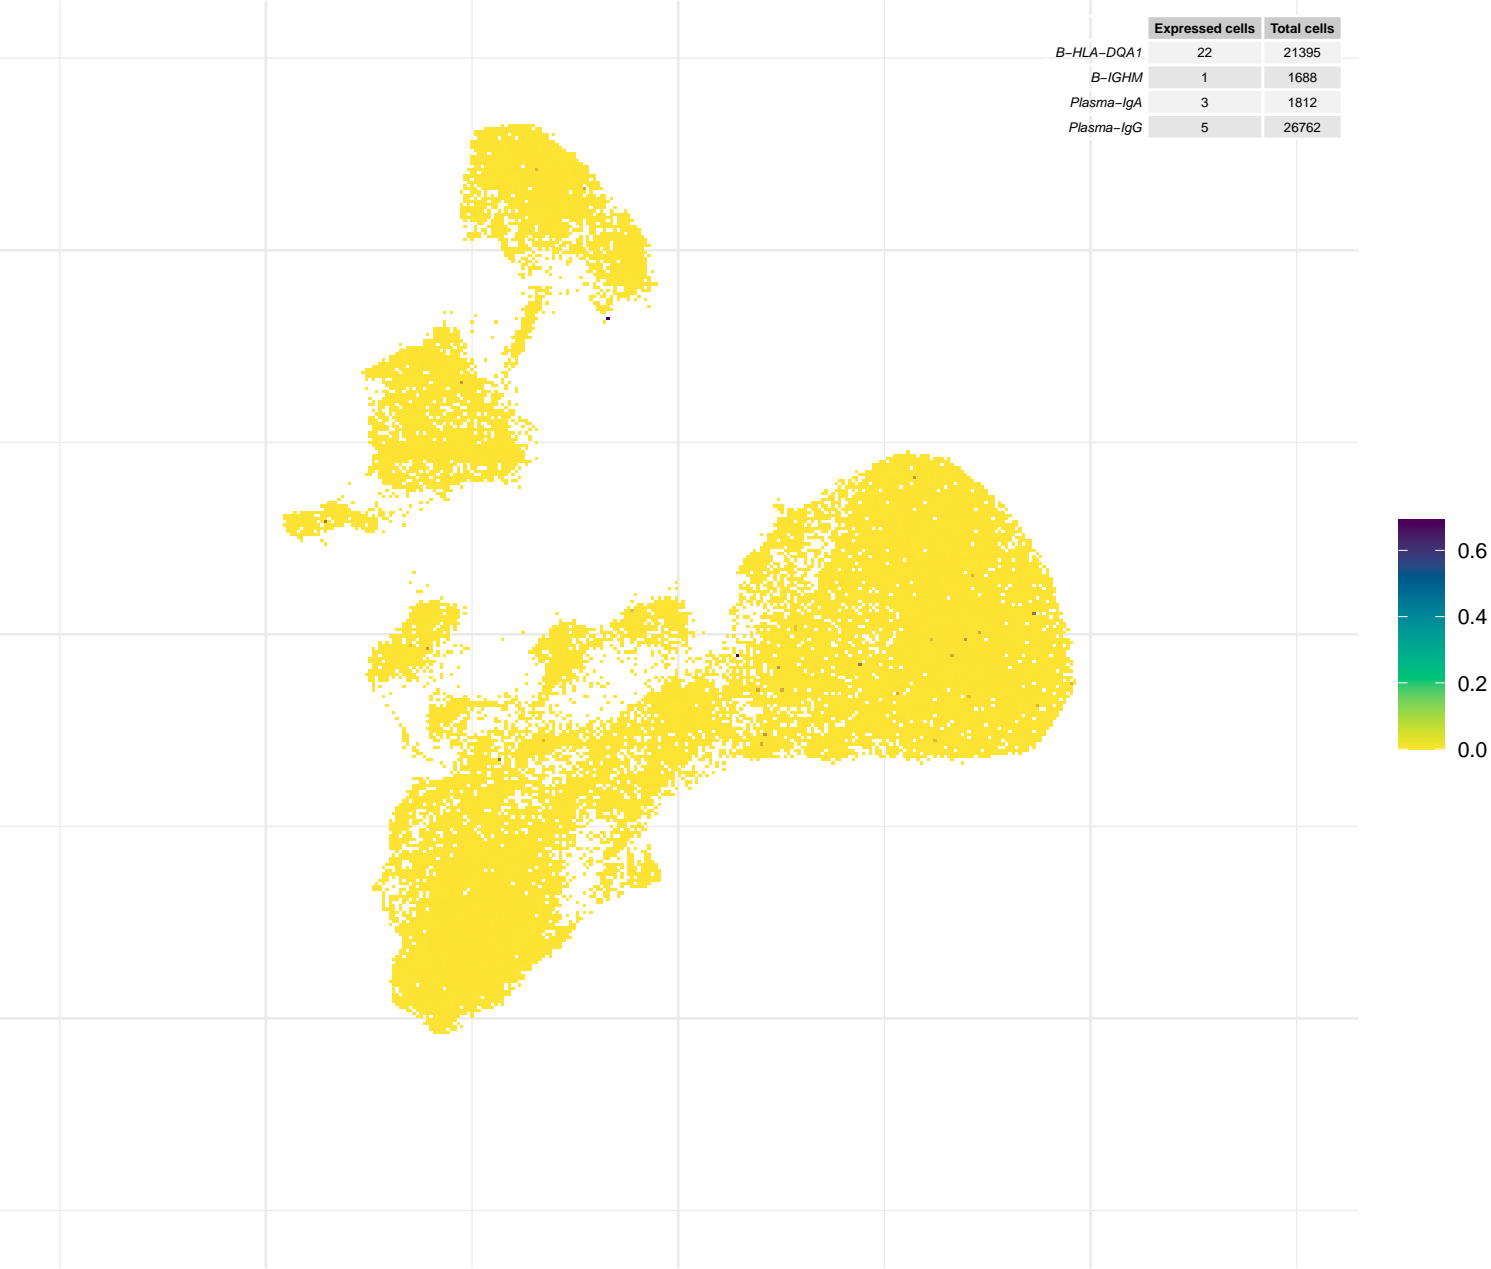 Expressed cells Total cells
B−HLA−DQA1 22 21395
B−IGHM 1 1688
Plasma−IgA 3 1812
Plasma−IgG 5 26762
0.6
0.4
0.2
0.0